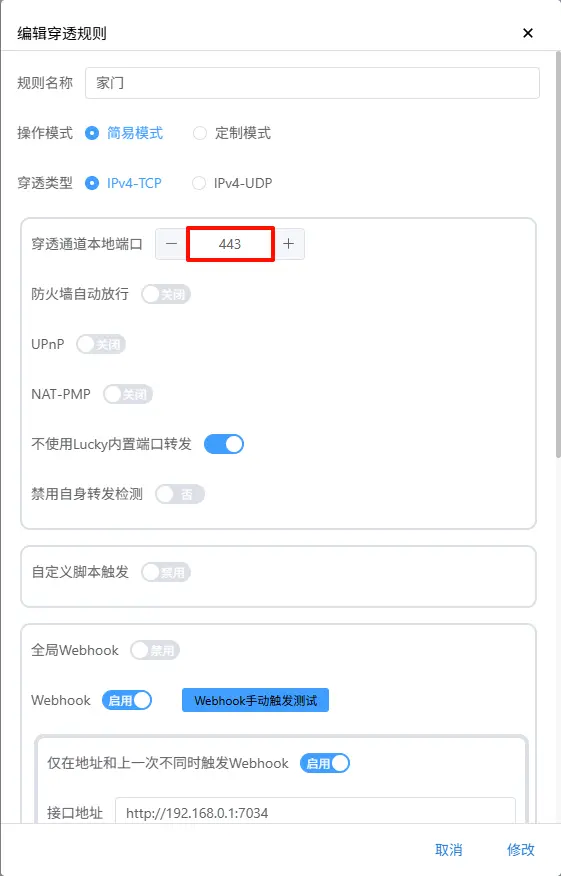 编辑穿透规则
规则名称 家门
操作模式 简易模式 定制模式
穿透类型 IPv4-TCP IPv4-UDP
穿透通道本地端口 − 443 +
防火墙自动放行 关闭
UPnP 关闭
NAT-PMP 关闭
不使用Lucky内置端口转发
禁用自身转发检测 否
自定义脚本触发 禁用
全局Webhook 禁用
Webhook 启用 Webhook手动触发测试
仅在地址和上一次不同时触发Webhook 启用
接口地址 http://192.168.0.1:7034
取消 修改